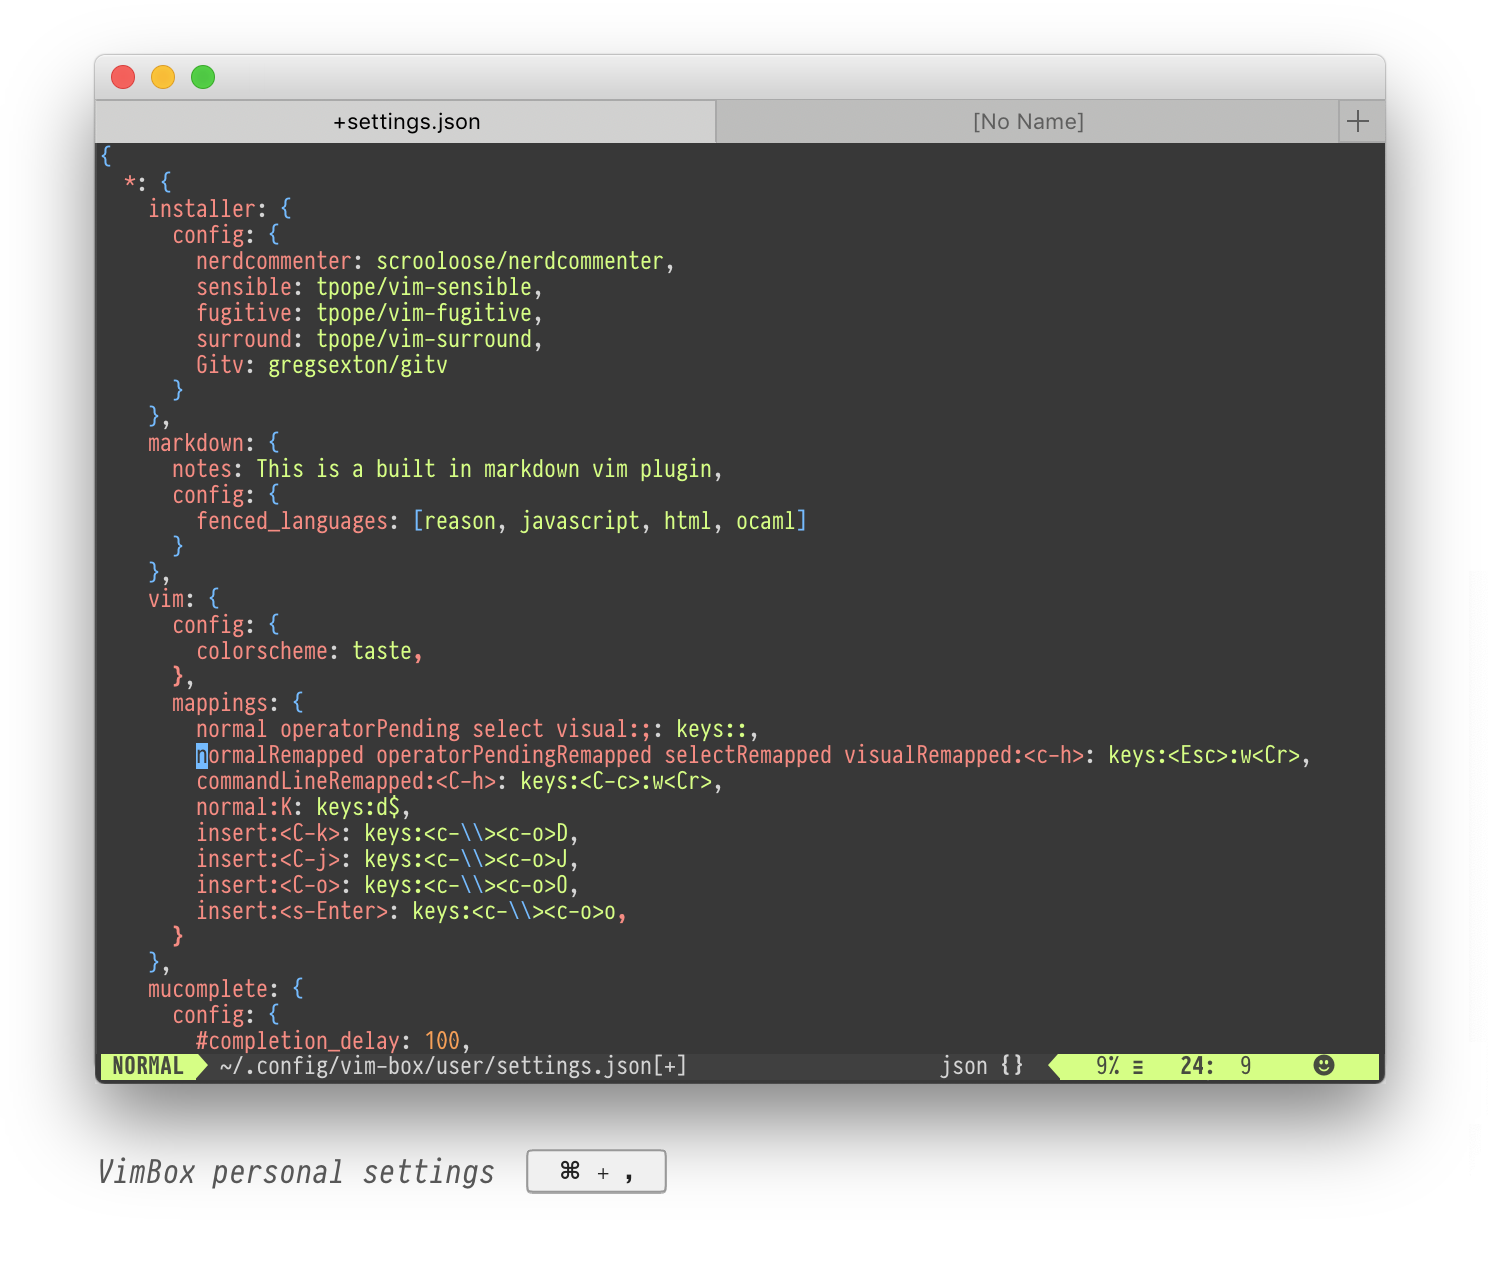 +settings.json [No Name] +
{
  *: {
    installer: {
      config: {
        nerdcommenter: scrooloose/nerdcommenter,
        sensible: tpope/vim-sensible,
        fugitive: tpope/vim-fugitive,
        surround: tpope/vim-surround,
        Gitv: gregsexton/gitv
      }
    },
    markdown: {
      notes: This is a built in markdown vim plugin,
      config: {
        fenced_languages: [reason, javascript, html, ocaml]
      }
    },
    vim: {
      config: {
        colorscheme: taste,
      },
      mappings: {
        normal operatorPending select visual:;: keys::,
        normalRemapped operatorPendingRemapped selectRemapped visualRemapped:<c-h>: keys:<Esc>:w<Cr>,
        commandLineRemapped:<C-h>: keys:<C-c>:w<Cr>,
        normal:K: keys:d$,
        insert:<C-k>: keys:<c-\\><c-o>D,
        insert:<C-j>: keys:<c-\\><c-o>J,
        insert:<C-o>: keys:<c-\\><c-o>O,
        insert:<s-Enter>: keys:<c-\\><c-o>o,
      }
    },
    mucomplete: {
      config: {
        #completion_delay: 100,
NORMAL ~/.config/vim-box/user/settings.json[+] json {} 9% ≡ 24: 9 ☻
VimBox personal settings ⌘ + ,